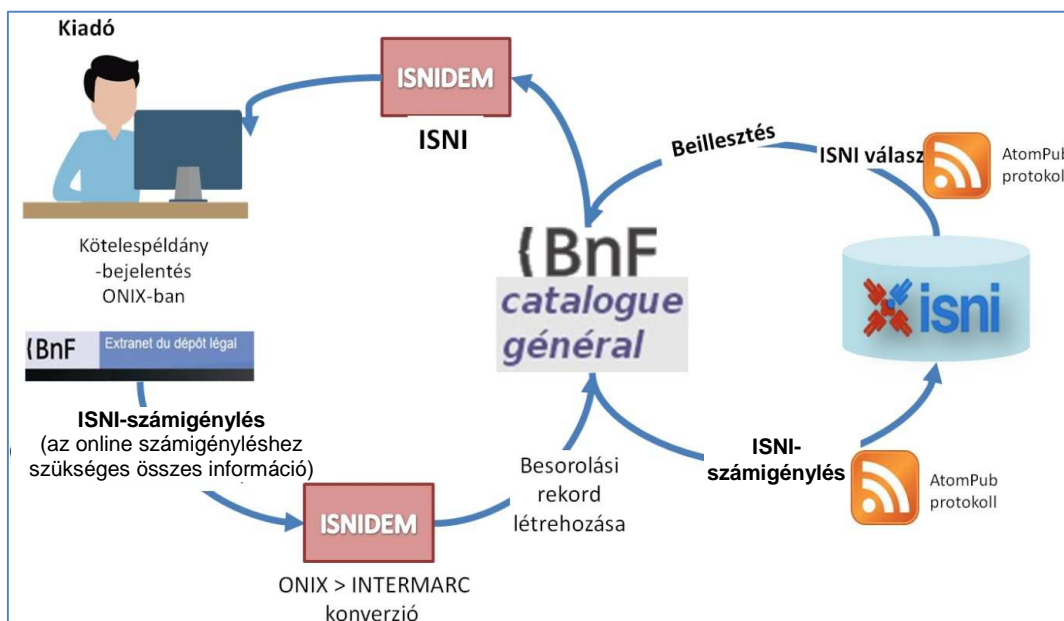 Kiadó
ISNIDEM
ISNI
Beillesztés
ISNI válasz
AtomPub
protokoll
Kötelespéldány
-bejelentés
ONIX-ban
{BnF
catalogue
général
isni
{BnF Extranet du dépôt légal
ISNI-számigénylés
(az online számigényléshez
szükséges összes információ)
Besorolási
rekord
létrehozása
ISNI-
számigénylés
AtomPub
protokoll
ISNIDEM
ONIX > INTERMARC
konverzió